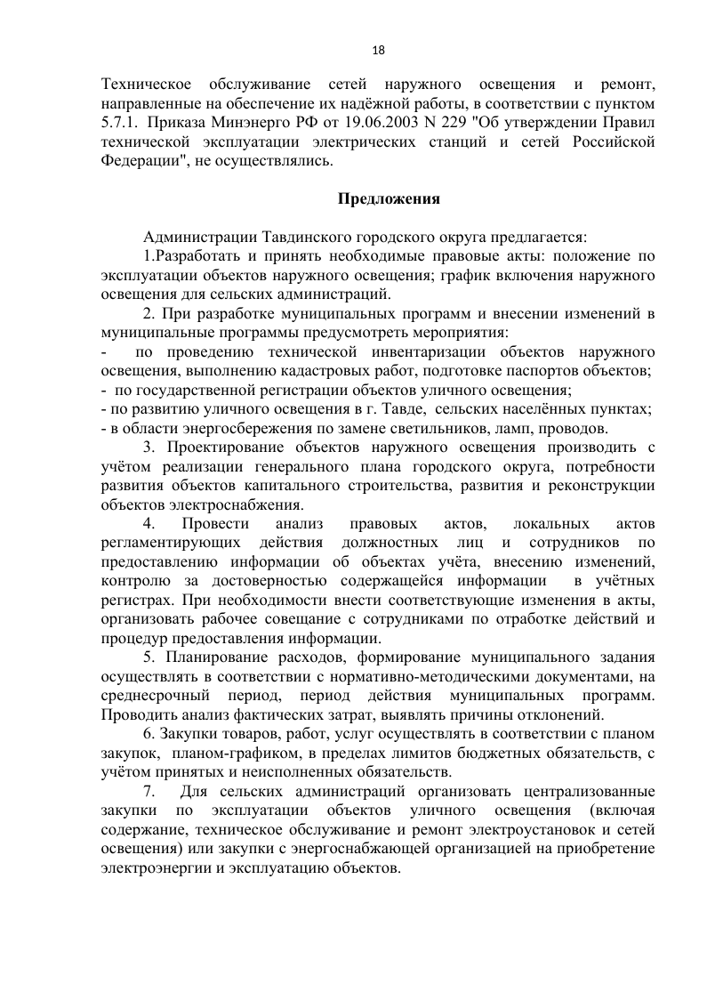 18
Техническое обслуживание сетей наружного освещения и ремонт,
направленные на обеспечение их надёжной работы, в соответствии с пунктом
5.7.1. Приказа Минэнерго РФ от 19.06.2003 N 229 "Об утверждении Правил
технической эксплуатации электрических станций и сетей Российской
Федерации", не осуществлялись.
Предложения
Администрации Тавдинского городского округа предлагается:
1.Разработать и принять необходимые правовые акты: положение по
эксплуатации объектов наружного освещения; график включения наружного
освещения для сельских администраций.
2. При разработке муниципальных программ и внесении изменений в
муниципальные программы предусмотреть мероприятия:
- по проведению технической инвентаризации объектов наружного
освещения, выполнению кадастровых работ, подготовке паспортов объектов;
- по государственной регистрации объектов уличного освещения;
- по развитию уличного освещения в г. Тавде, сельских населённых пунктах;
- в области энергосбережения по замене светильников, ламп, проводов.
3. Проектирование объектов наружного освещения производить с
учётом реализации генерального плана городского округа, потребности
развития объектов капитального строительства, развития и реконструкции
объектов электроснабжения.
4. Провести анализ правовых актов, локальных актов
регламентирующих действия должностных лиц и сотрудников по
предоставлению информации об объектах учёта, внесению изменений,
контролю за достоверностью содержащейся информации в учётных
регистрах. При необходимости внести соответствующие изменения в акты,
организовать рабочее совещание с сотрудниками по отработке действий и
процедур предоставления информации.
5. Планирование расходов, формирование муниципального задания
осуществлять в соответствии с нормативно-методическими документами, на
среднесрочный период, период действия муниципальных программ.
Проводить анализ фактических затрат, выявлять причины отклонений.
6. Закупки товаров, работ, услуг осуществлять в соответствии с планом
закупок, планом-графиком, в пределах лимитов бюджетных обязательств, с
учётом принятых и неисполненных обязательств.
7. Для сельских администраций организовать централизованные
закупки по эксплуатации объектов уличного освещения (включая
содержание, техническое обслуживание и ремонт электроустановок и сетей
освещения) или закупки с энергоснабжающей организацией на приобретение
электроэнергии и эксплуатацию объектов.